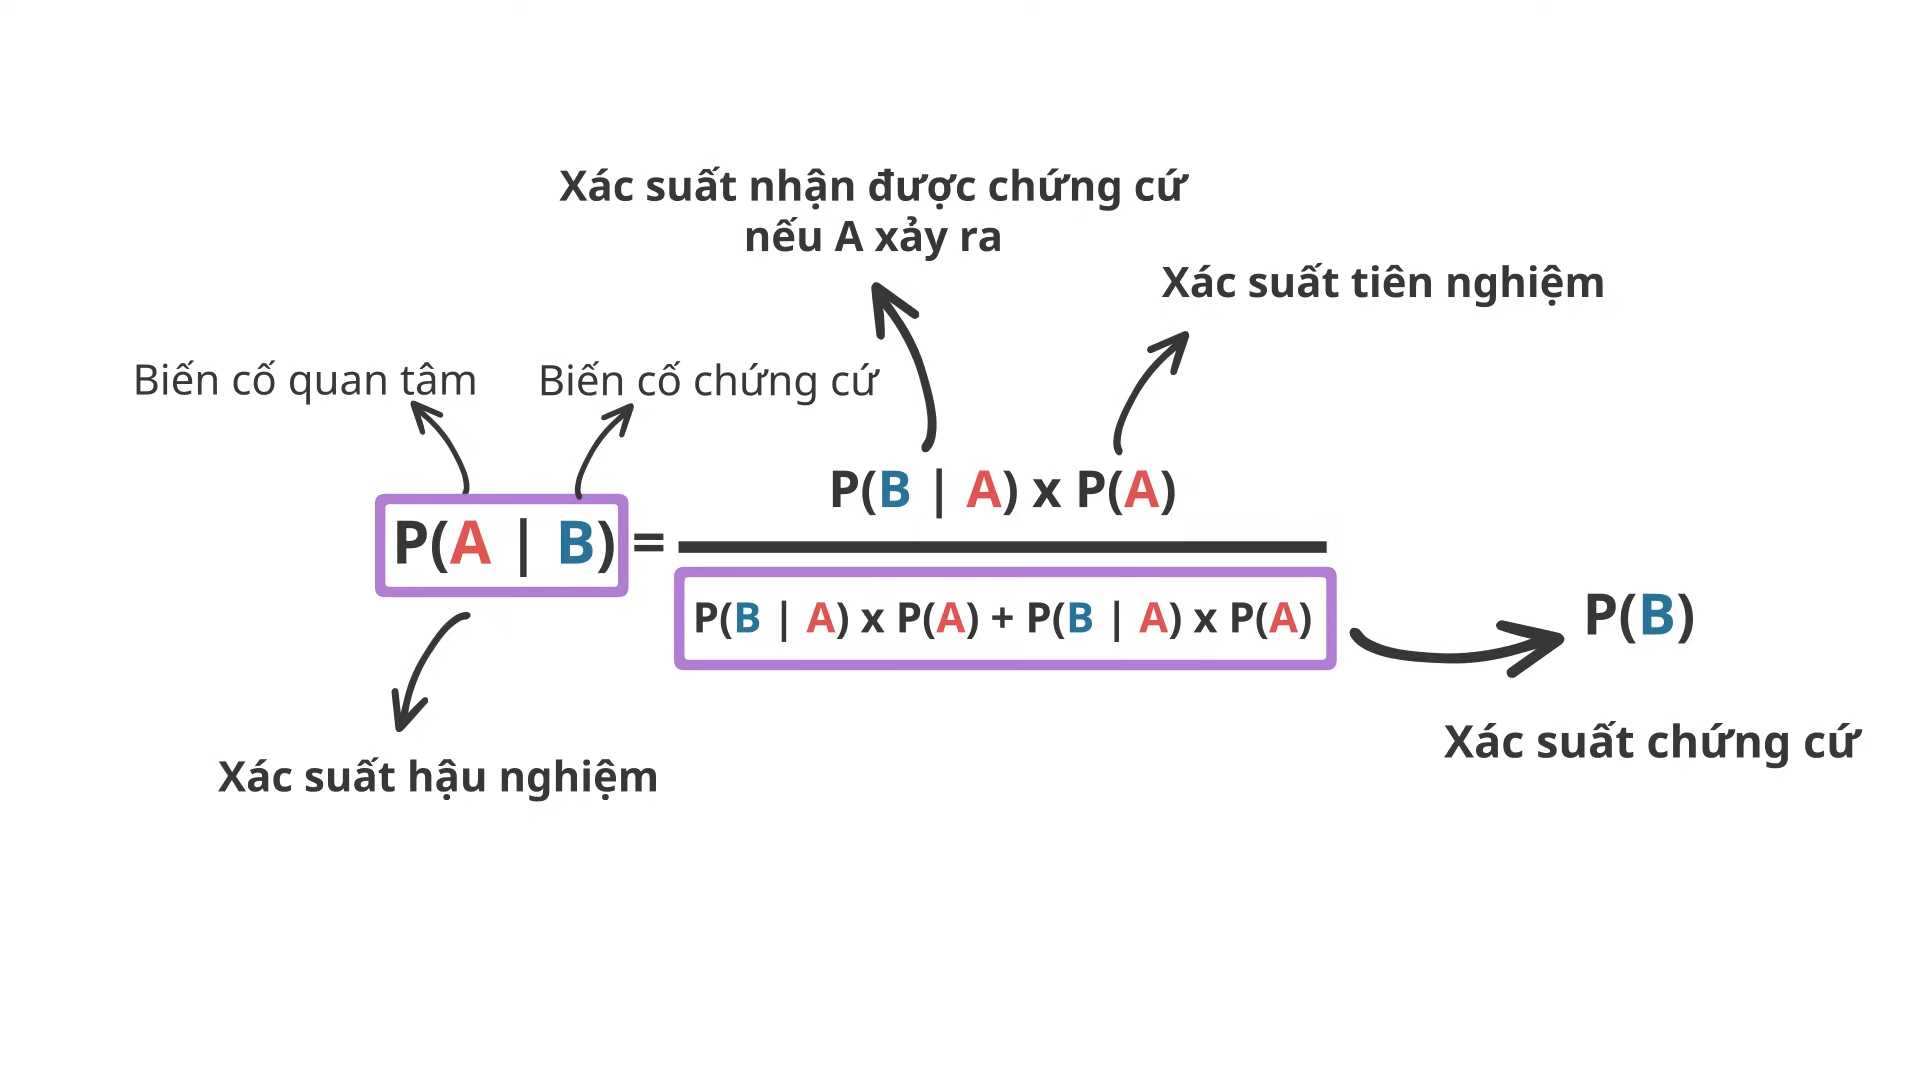 Xác suất nhận được chứng cứ
nếu A xảy ra
Xác suất tiên nghiệm
Biến cố quan tâm
Biến cố chứng cứ
P(B | A) x P(A)
P(A | B) =
P(B | A) x P(A) + P(B | A) x P(A)
P(B)
Xác suất chứng cứ
Xác suất hậu nghiệm